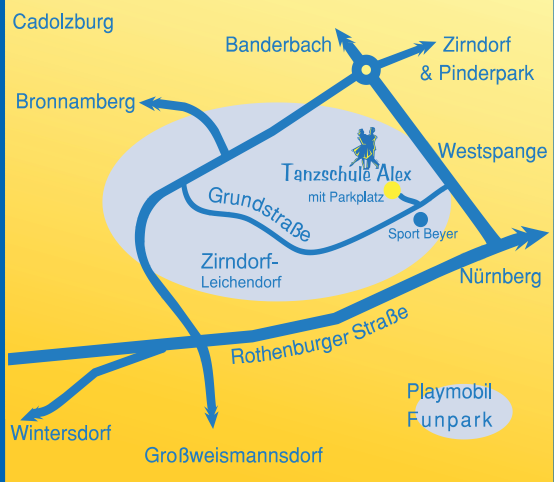 Cadolzburg
Banderbach
Zirndorf
& Pinderpark
Bronnamberg
Westspange
Tanzschule Alex
mit Parkplatz
Grundstraße
Sport Beyer
Zirndorf-
Leichendorf
Nürnberg
Rothenburger Straße
Playmobil
Funpark
Wintersdorf
Großweismannsdorf